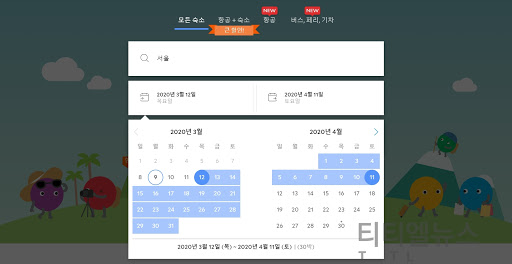 모든 숙소
항공 + 숙소
NEW
항공
NEW
버스, 페리, 기차
큰 할인!
서울
2020년 3월 12일
목요일
2020년 4월 11일
토요일
2020년 3월
일 월 화 수 목 금 토
1 2 3 4 5 6 7
8 9 10 11 12 13 14
15 16 17 18 19 20 21
22 23 24 25 26 27 28
29 30 31
2020년 4월
일 월 화 수 목 금 토
1 2 3 4
5 6 7 8 9 10 11
12 13 14 15 16 17 18
19 20 21 22 23 24 25
26 27 28 29 30
2020년 3월 12일 (목) ~ 2020년 4월 11일 (토) (30박)
티티엘뉴스